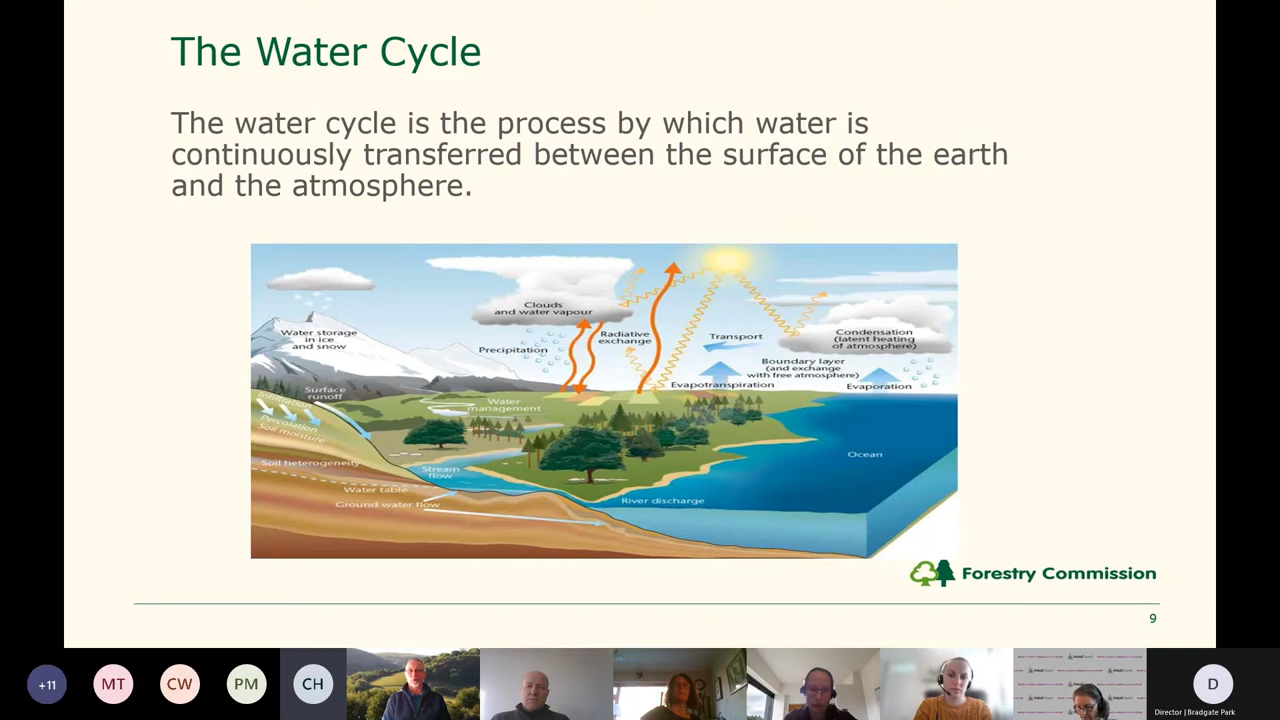 The Water Cycle
The water cycle is the process by which water is
continuously transferred between the surface of the earth
and the atmosphere.
Clouds
and water vapour
Water storage
in ice
and snow
Radiative
exchange
Precipitation
Transport
Condensation
(latent heating
of atmosphere)
Boundary layer
(and exchange
with free atmosphere)
Evapotranspiration
Evaporation
Surface
runoff
Infiltration
Percolation
Soil moisture
Water
management
Soil heterogeneity
Stream
flow
Ocean
Water table
Ground water flow
River discharge
Forestry Commission
9
+11
MT
CW
PM
CH
D
Director | Bradgate Park